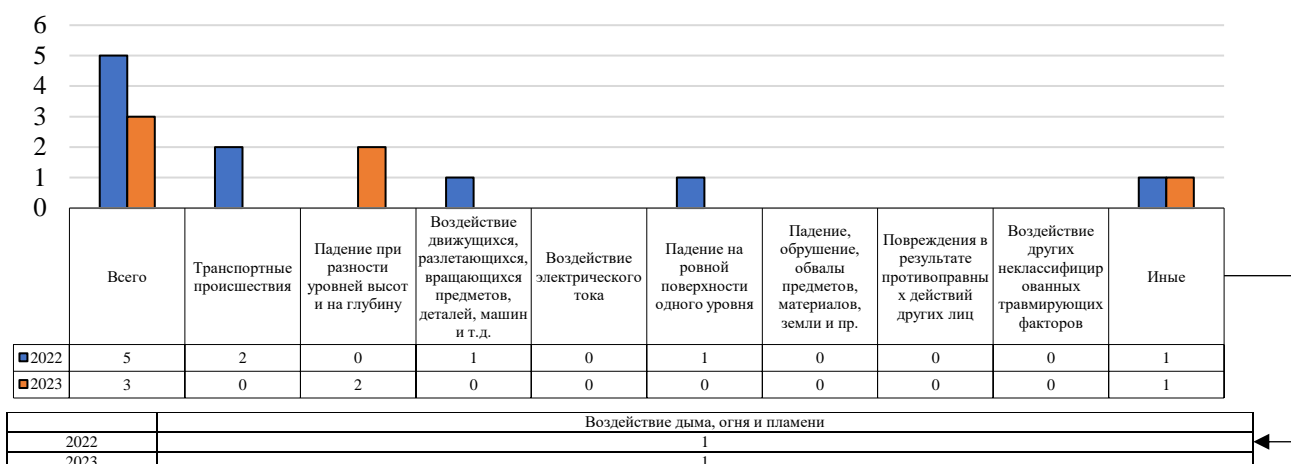 6
5
4
3
2
1
0
Всего
Транспортные
происшествия
Падение при
разности
уровней высот
и на глубину
Воздействие
движущихся,
разлетающихся,
вращающихся
предметов,
деталей, машин
и т.д.
Воздействие
электрического
тока
Падение на
ровной
поверхности
одного уровня
Падение,
обрушение,
обвалы
предметов,
материалов,
земли и пр.
Повреждения в
результате
противоправны
х действий
других лиц
Воздействие
других
неклассифицир
ованных
травмирующих
факторов
Иные
2022 5 2 0 1 0 1 0 0 0 1
2023 3 0 2 0 0 0 0 0 0 1
Воздействие дыма, огня и пламени
2022 1
2023 1